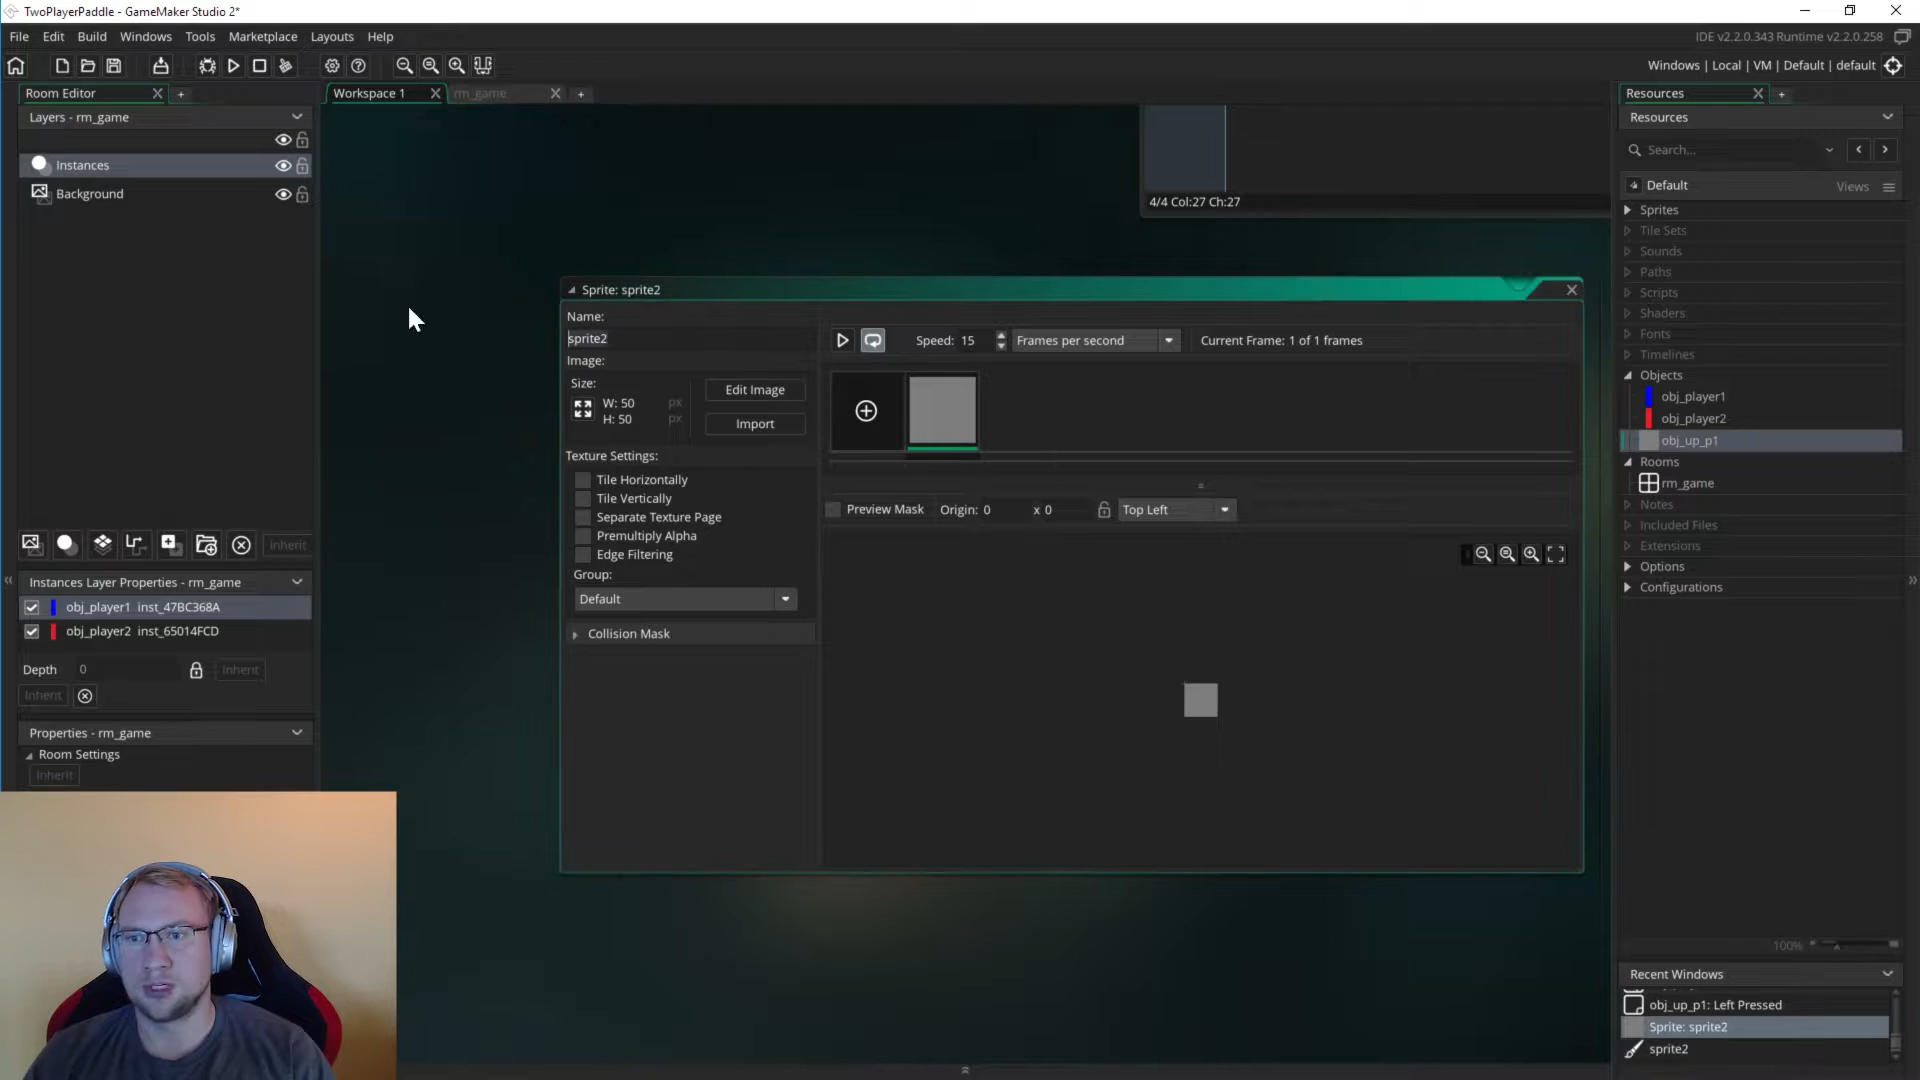 TwoPlayerPaddle - GameMaker Studio 2*
File Edit Build Windows Tools Marketplace Layouts Help
IDE v2.2.0.343 Runtime v2.2.0.258
Windows | Local | VM | Default | default
Room Editor
Workspace 1
rm_game
Resources
Layers - rm_game
Resources
Instances
Background
Search...
4/4 Col:27 Ch:27
Default
Views
Sprites
Tile Sets
Sounds
Paths
Scripts
Shaders
Fonts
Timelines
Objects
obj_player1
obj_player2
obj_up_p1
Rooms
rm_game
Notes
Included Files
Extensions
Options
Configurations
Sprite: sprite2
Name:
sprite2
Image:
Size:
W: 50 px
H: 50 px
Edit Image
Import
Speed: 15
Frames per second
Current Frame: 1 of 1 frames
Texture Settings:
Tile Horizontally
Tile Vertically
Separate Texture Page
Premultiply Alpha
Edge Filtering
Group:
Default
Collision Mask
Preview Mask
Origin: 0 x 0
Top Left
Inherit
Instances Layer Properties - rm_game
obj_player1 inst_47BC368A
obj_player2 inst_65014FCD
Depth 0
Inherit
Inherit
Properties - rm_game
Room Settings
Inherit
100%
Recent Windows
obj_up_p1: Left Pressed
Sprite: sprite2
sprite2